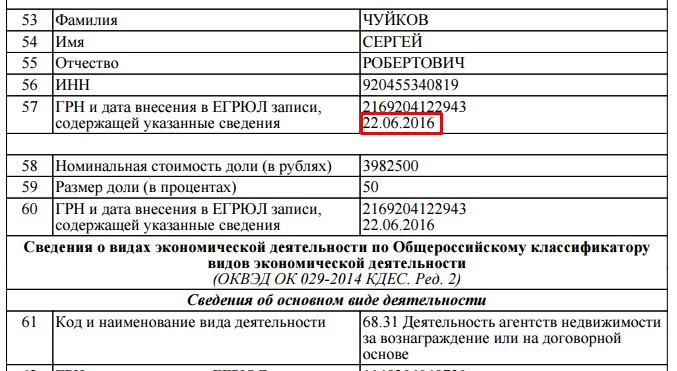 53 Фамилия ЧУЙКОВ
54 Имя СЕРГЕЙ
55 Отчество РОБЕРТОВИЧ
56 ИНН 920455340819
57 ГРН и дата внесения в ЕГРЮЛ записи, 2169204122943
содержащей указанные сведения 22.06.2016
58 Номинальная стоимость доли (в рублях) 3982500
59 Размер доли (в процентах) 50
60 ГРН и дата внесения в ЕГРЮЛ записи, 2169204122943
содержащей указанные сведения 22.06.2016
Сведения о видах экономической деятельности по Общероссийскому классификатору
видов экономической деятельности
(ОКВЭД ОК 029-2014 КДЕС. Ред. 2)
Сведения об основном виде деятельности
61 Код и наименование вида деятельности 68.31 Деятельность агентств недвижимости
за вознаграждение или на договорной
основе